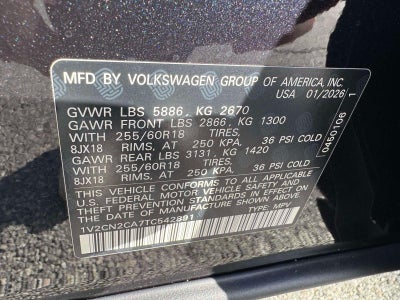 MFD BY VOLKSWAGEN GROUP OF AMERICA, INC.
USA 01/2026
GVWR LBS 5886, KG 2670
GAWR FRONT LBS 2866, KG 1300
WITH 255/60R18 TIRES,
8JX18 RIMS, AT 250 KPA, 36 PSI COLD
GAWR REAR LBS 3131, KG 1420
WITH 255/60R18 TIRES,
8JX18 RIMS, AT 250 KPA, 36 PSI COLD
THIS VEHICLE CONFORMS TO ALL APPLICABLE
U.S. FEDERAL MOTOR VEHICLE SAFETY AND
THEFT PREVENTION STANDARDS IN EFFECT ON
THE DATE OF MANUFACTURE SHOWN ABOVE.
1V2CN2CA7TC542891 TYPE: MPV
0450106 1